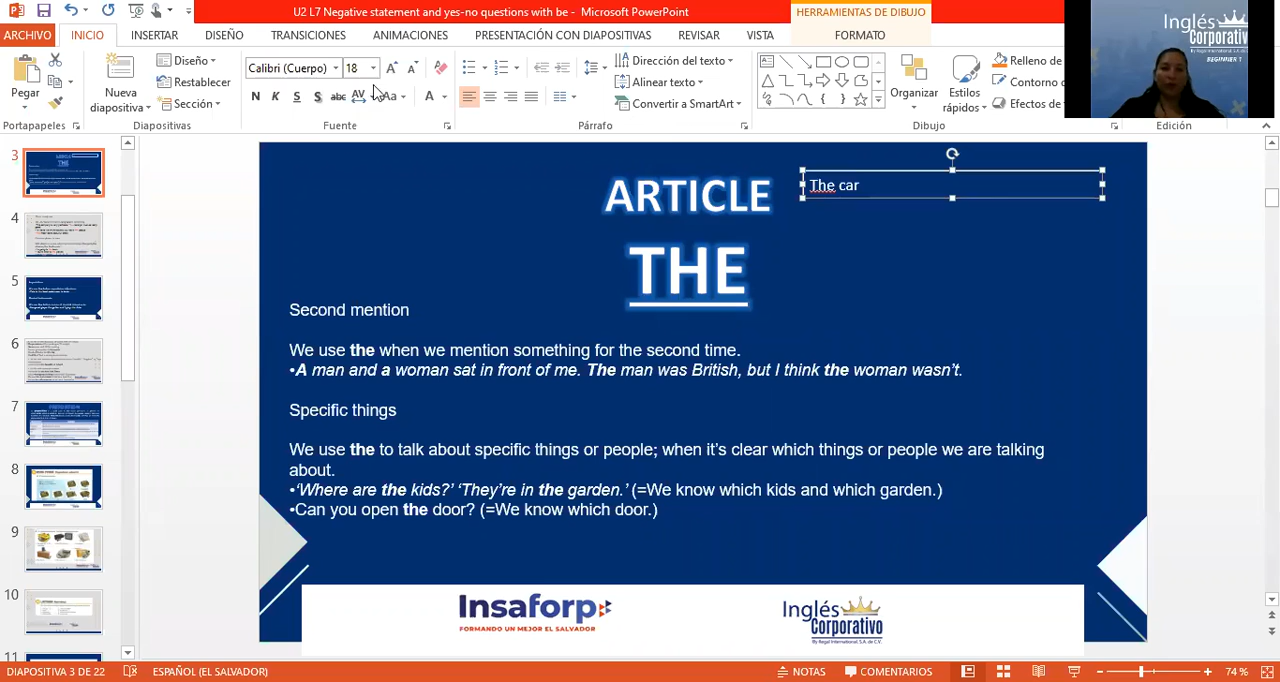 U2 L7 Negative statement and yes-no questions with be - Microsoft PowerPoint
HERRAMIENTAS DE DIBUJO
ARCHIVO INICIO INSERTAR DISEÑO TRANSICIONES ANIMACIONES PRESENTACIÓN CON DIAPOSITIVAS REVISAR VISTA FORMATO
Inglés
Corporativo
BEGINNER 1
Pegar
Nueva
diapositiva
Diseño
Restablecer
Sección
Calibri (Cuerpo) 18
N K S S abc AV Aa A
Dirección del texto
Alinear texto
Convertir a SmartArt
Organizar
Estilos
rápidos
Relleno de
Contorno
Efectos de
Portapapeles Diapositivas Fuente Párrafo Dibujo Edición
3
4
5
6
7
8
9
10
11
ARTICLE
THE
The car
Second mention
We use the when we mention something for the second time.
•A man and a woman sat in front of me. The man was British, but I think the woman wasn't.
Specific things
We use the to talk about specific things or people; when it's clear which things or people we are talking
about.
•'Where are the kids?' 'They're in the garden.' (=We know which kids and which garden.)
•Can you open the door? (=We know which door.)
Insaforp
FORMANDO UN MEJOR EL SALVADOR
Inglés
Corporativo
By Regal International, S.A. de C.V.
DIAPOSITIVA 3 DE 22 ESPAÑOL (EL SALVADOR) NOTAS COMENTARIOS 74 %